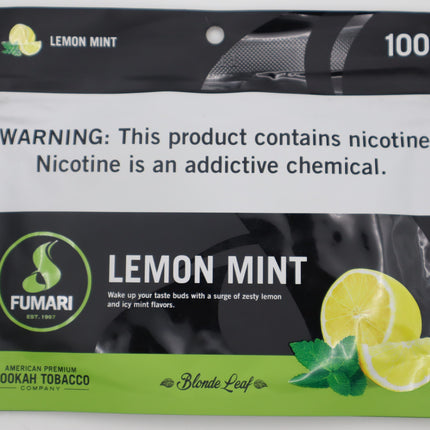 LEMON MINT
100
WARNING: This product contains nicotine
Nicotine is an addictive chemical.
LEMON MINT
Wake up your taste buds with a surge of zesty lemon
and icy mint flavors.
FUMARI
EST. 1997
AMERICAN PREMIUM
OOKAH TOBACCO
COMPANY
Blonde Leaf